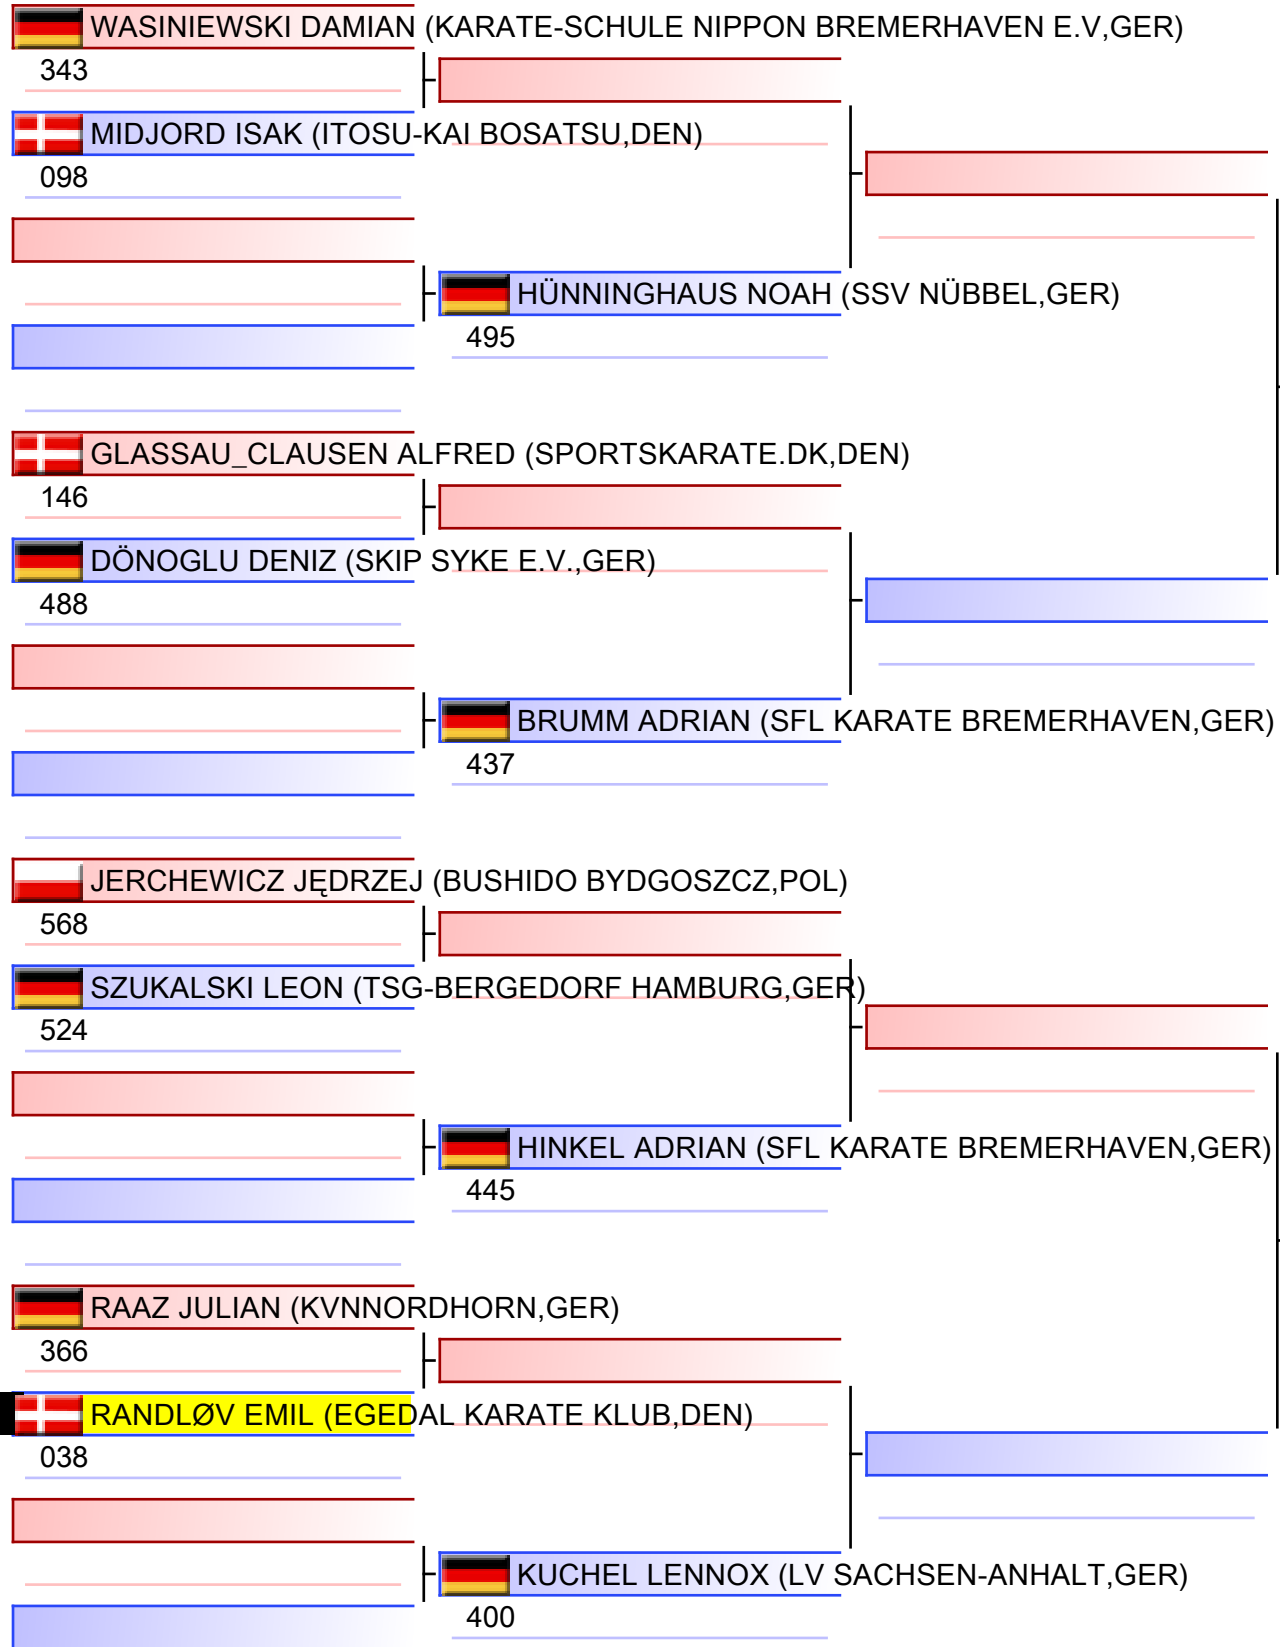 WASINIEWSKI DAMIAN (KARATE-SCHULE NIPPON BREMERHAVEN E.V,GER)
343
MIDJORD ISAK (ITOSU-KAI BOSATSU,DEN)
098
HÜNNINGHAUS NOAH (SSV NÜBBEL,GER)
495
GLASSAU_CLAUSEN ALFRED (SPORTSKARATE.DK,DEN)
146
DÖNOGLU DENIZ (SKIP SYKE E.V.,GER)
488
BRUMM ADRIAN (SFL KARATE BREMERHAVEN,GER)
437
JERCHEWICZ JĘDRZEJ (BUSHIDO BYDGOSZCZ,POL)
568
SZUKALSKI LEON (TSG-BERGEDORF HAMBURG,GER)
524
HINKEL ADRIAN (SFL KARATE BREMERHAVEN,GER)
445
RAAZ JULIAN (KVNNORDHORN,GER)
366
RANDLØV EMIL (EGEDAL KARATE KLUB,DEN)
038
KUCHEL LENNOX (LV SACHSEN-ANHALT,GER)
400